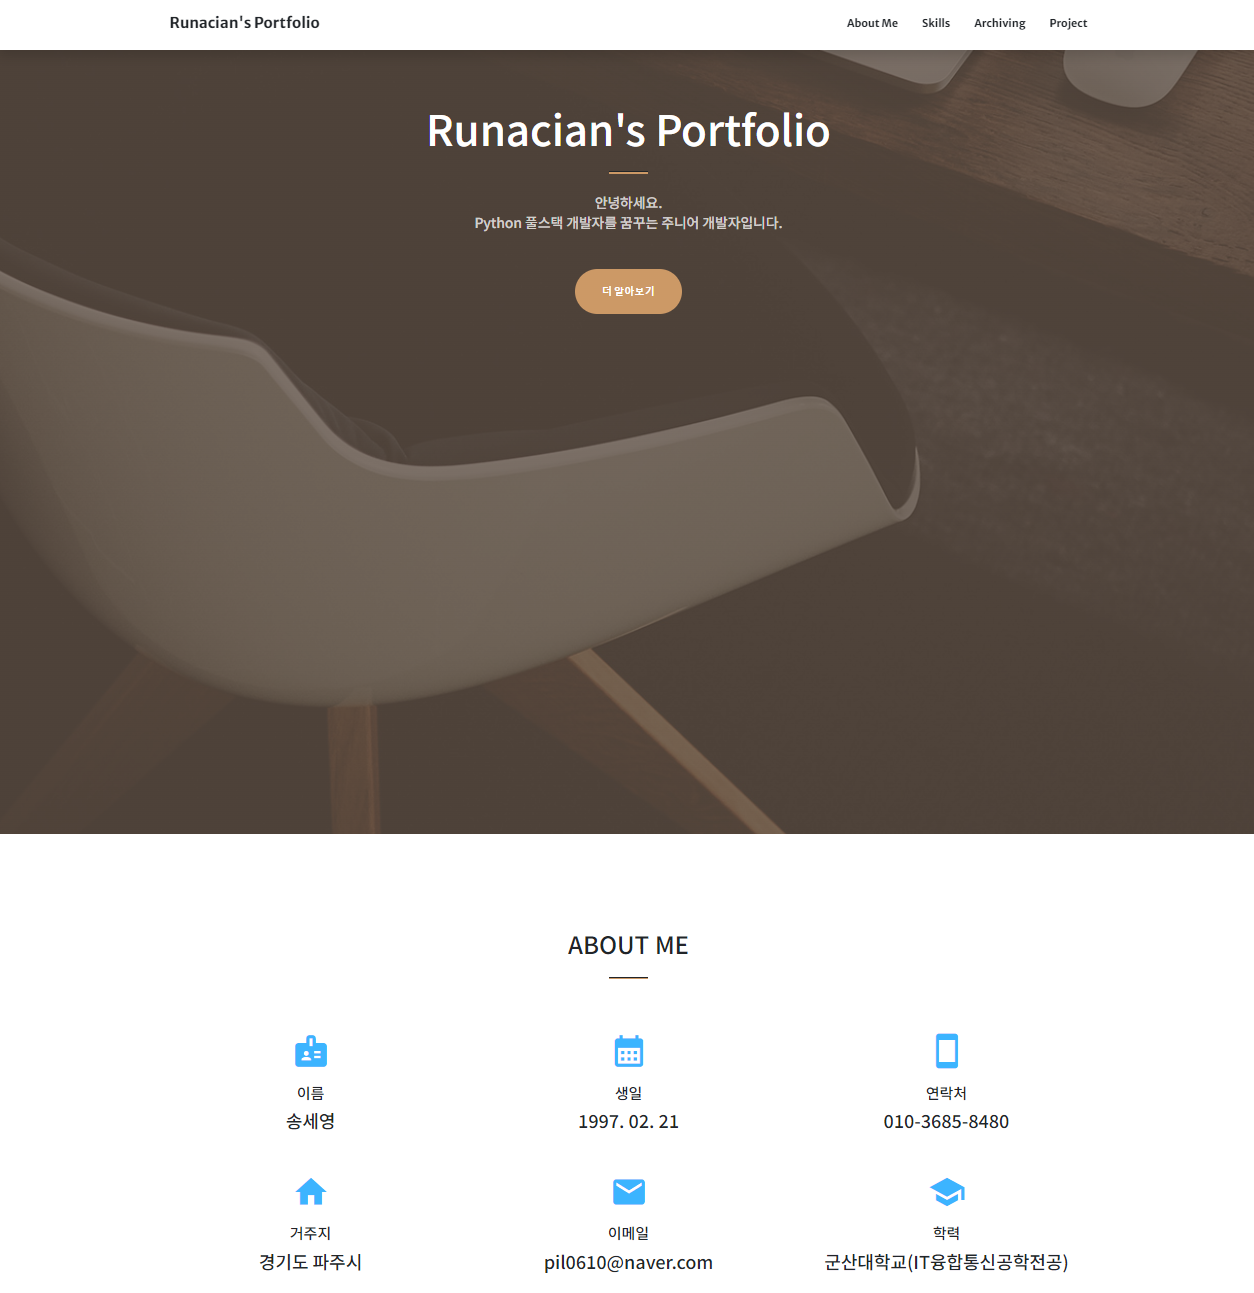 Runacian's Portfolio
About Me Skills Archiving Project
Runacian's Portfolio
안녕하세요.
Python 풀스택 개발자를 꿈꾸는 주니어 개발자입니다.
더 알아보기
ABOUT ME
이름
송세영
생일
1997. 02. 21
연락처
010-3685-8480
거주지
경기도 파주시
이메일
pil0610@naver.com
학력
군산대학교(IT융합통신공학전공)